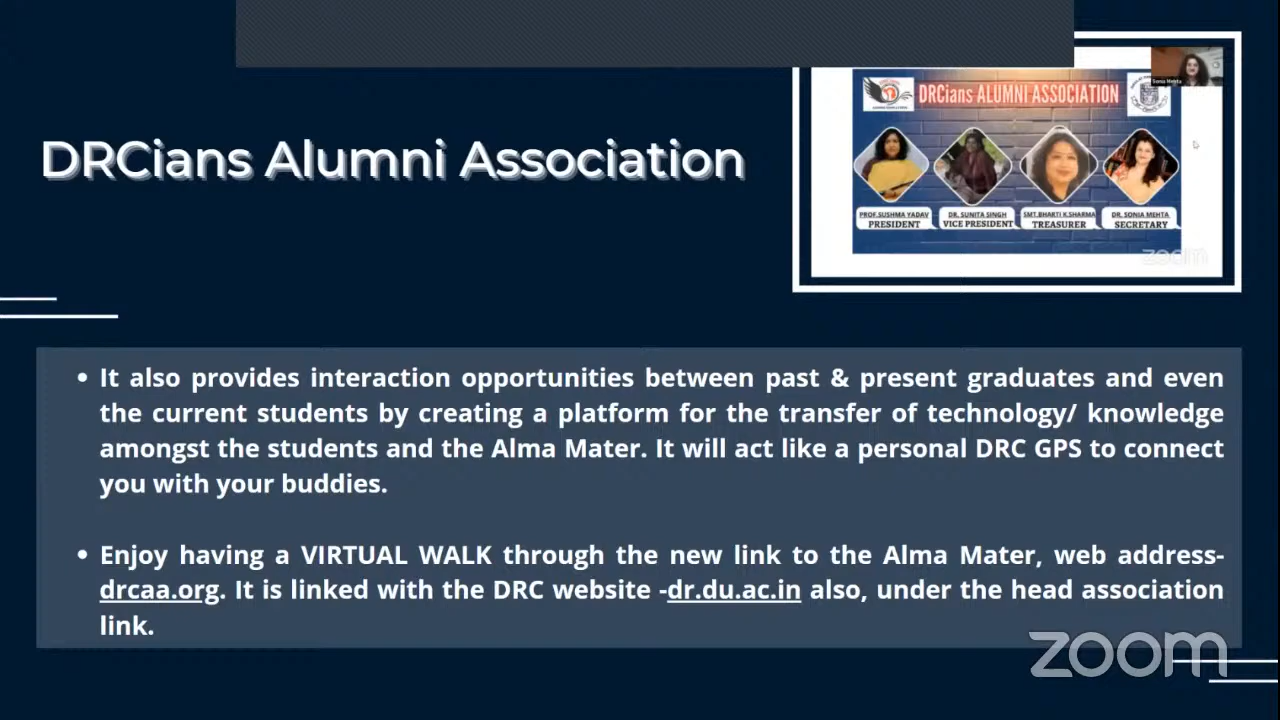 DRCians Alumni Association
DRCians ALUMNI ASSOCIATION
Sonia Mehta
PROF.SUSHMA YADAV
PRESIDENT
DR. SUNITA SINGH
VICE PRESIDENT
SMT.BHAKTI K.SHARMA
TREASURER
DR. SONIA MEHTA
SECRETARY
zoom
• It also provides interaction opportunities between past & present graduates and even
the current students by creating a platform for the transfer of technology/ knowledge
amongst the students and the Alma Mater. It will act like a personal DRC GPS to connect
you with your buddies.
• Enjoy having a VIRTUAL WALK through the new link to the Alma Mater, web address-
drcaa.org. It is linked with the DRC website -dr.du.ac.in also, under the head association
link.
zoom